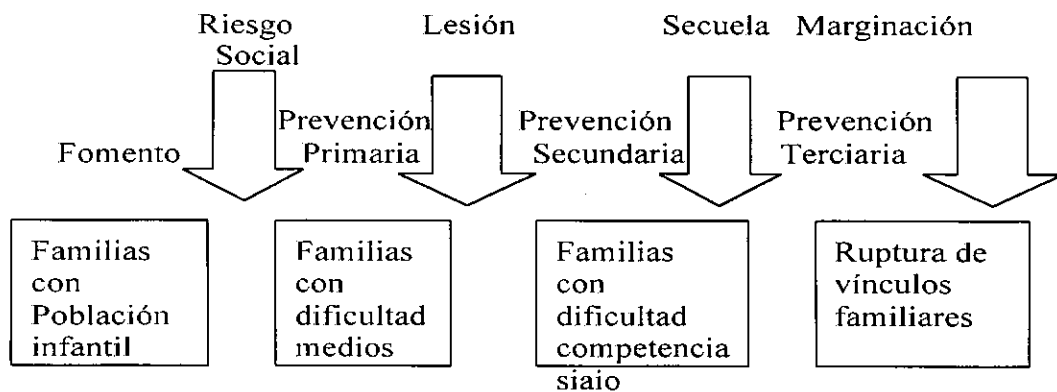 Riesgo Social
Lesión
Secuela
Marginación
Fomento
Prevención
Primaria
Prevención
Secundaria
Prevención
Terciaria
Familias
con
Población
infantil
Familias
con
dificultad
medios
Familias
con
dificultad
competencia
siaio
Ruptura de
vínculos
familiares